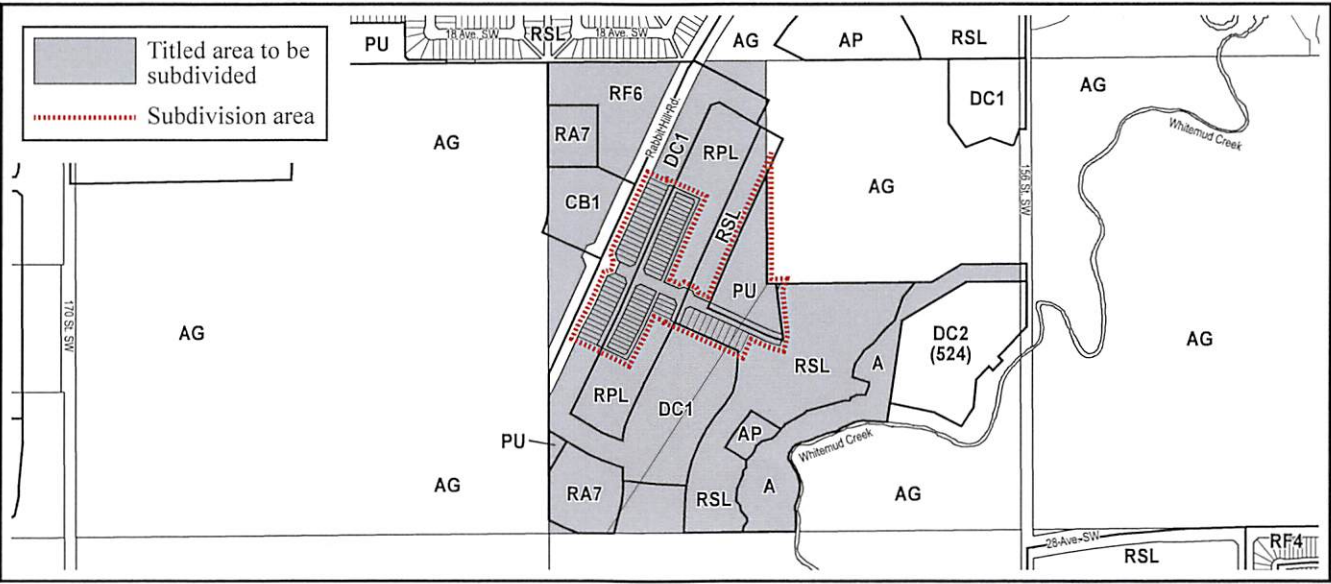 Titled area to be
subdivided
Subdivision area
PU
18 Ave. SW
RSL
18 Ave. SW
AG
AP
RSL
DC1
AG
Whitemud Creek
RF6
RA7
AG
Rabbit Hill Rd.
DC1
RPL
AG
CB1
RSL
156 St. SW
PU
170 St. SW
AG
DC2
(524)
AG
RSL
A
RPL
DC1
AP
PU
Whitemud Creek
AG
RA7
RSL
A
AG
28 Ave. SW
RSL
RF4